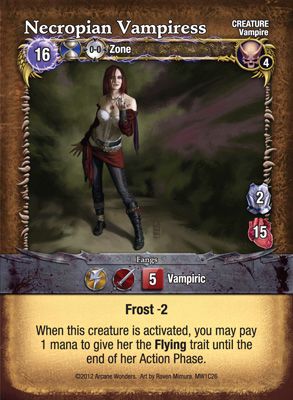 Necropian Vampiress
CREATURE
Vampire
16
0-0 Zone
4
2
15
Fangs
5 Vampiric
Frost -2
When this creature is activated, you may pay
1 mana to give her the Flying trait until the
end of her Action Phase.
©2012 Arcane Wonders. Art by Raven Mimura. MW1C26